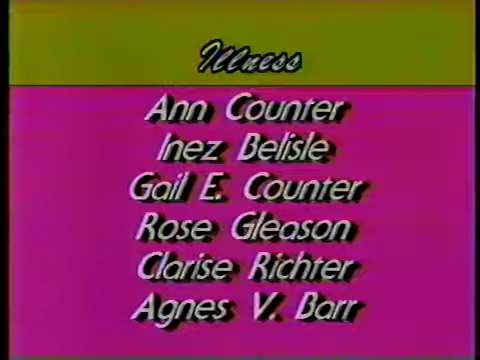 Illness
Ann Counter
Inez Belisle
Gail E. Counter
Rose Gleason
Clarise Richter
Agnes V. Barr